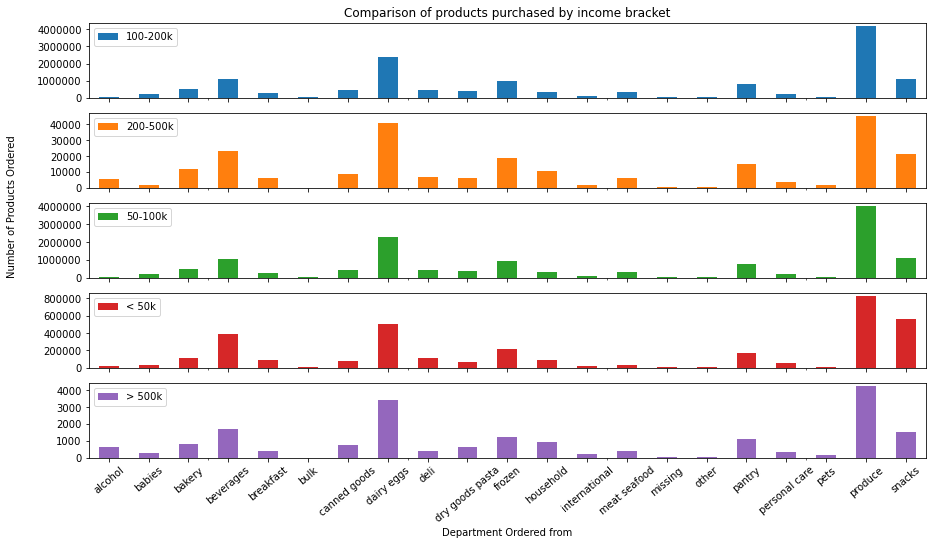 Comparison of products purchased by income bracket
100-200k
4000000
3000000
2000000
1000000
0
200-500k
40000
30000
20000
10000
0
Number of Products Ordered
50-100k
4000000
3000000
2000000
1000000
0
< 50k
800000
600000
400000
200000
0
> 500k
4000
3000
2000
1000
0
alcohol
babies
bakery
beverages
breakfast
bulk
canned goods
dairy eggs
deli
dry goods pasta
frozen
household
international
meat seafood
missing
other
pantry
personal care
pets
produce
snacks
Department Ordered from